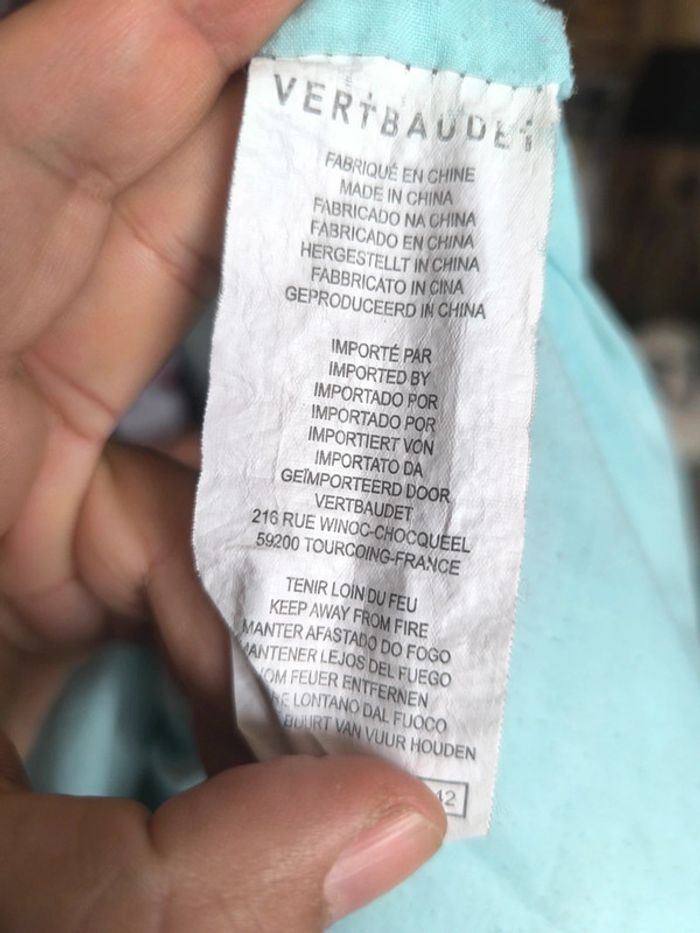 VERTBAUDET
FABRIQUÉ EN CHINE
MADE IN CHINA
FABRICADO NA CHINA
FABRICADO EN CHINA
HERGESTELLT IN CHINA
FABBRICATO IN CINA
GEPRODUCEERD IN CHINA
IMPORTÉ PAR
IMPORTED BY
IMPORTADO POR
IMPORTADO POR
IMPORTIERT VON
IMPORTATO DA
GEÏMPORTEERD DOOR
VERTBAUDET
216 RUE WINOC-CHOCQUEEL
59200 TOURCOING-FRANCE
TENIR LOIN DU FEU
KEEP AWAY FROM FIRE
MANTER AFASTADO DO FOGO
MANTENER LEJOS DEL FUEGO
FEUER ENTFERNEN
LONTANO DAL FUOCO
BUURT VAN VUUR HOUDEN